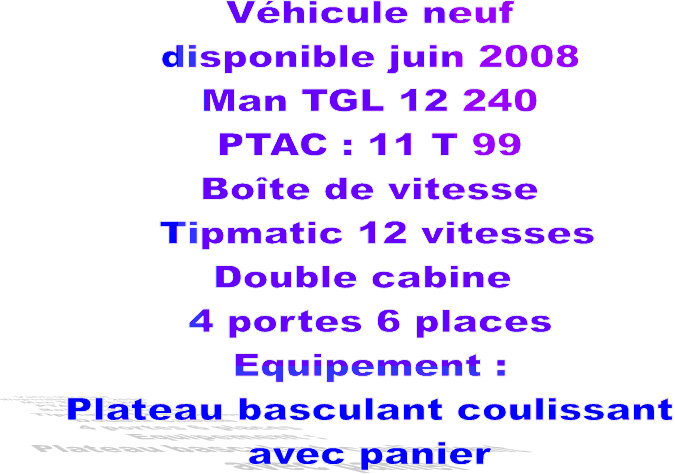 Véhicule neuf
disponible juin 2008
Man TGL 12 240
PTAC : 11 T 99
Boîte de vitesse
Tipmatic 12 vitesses
Double cabine
4 portes 6 places
Equipement :
Plateau basculant coulissant
avec panier